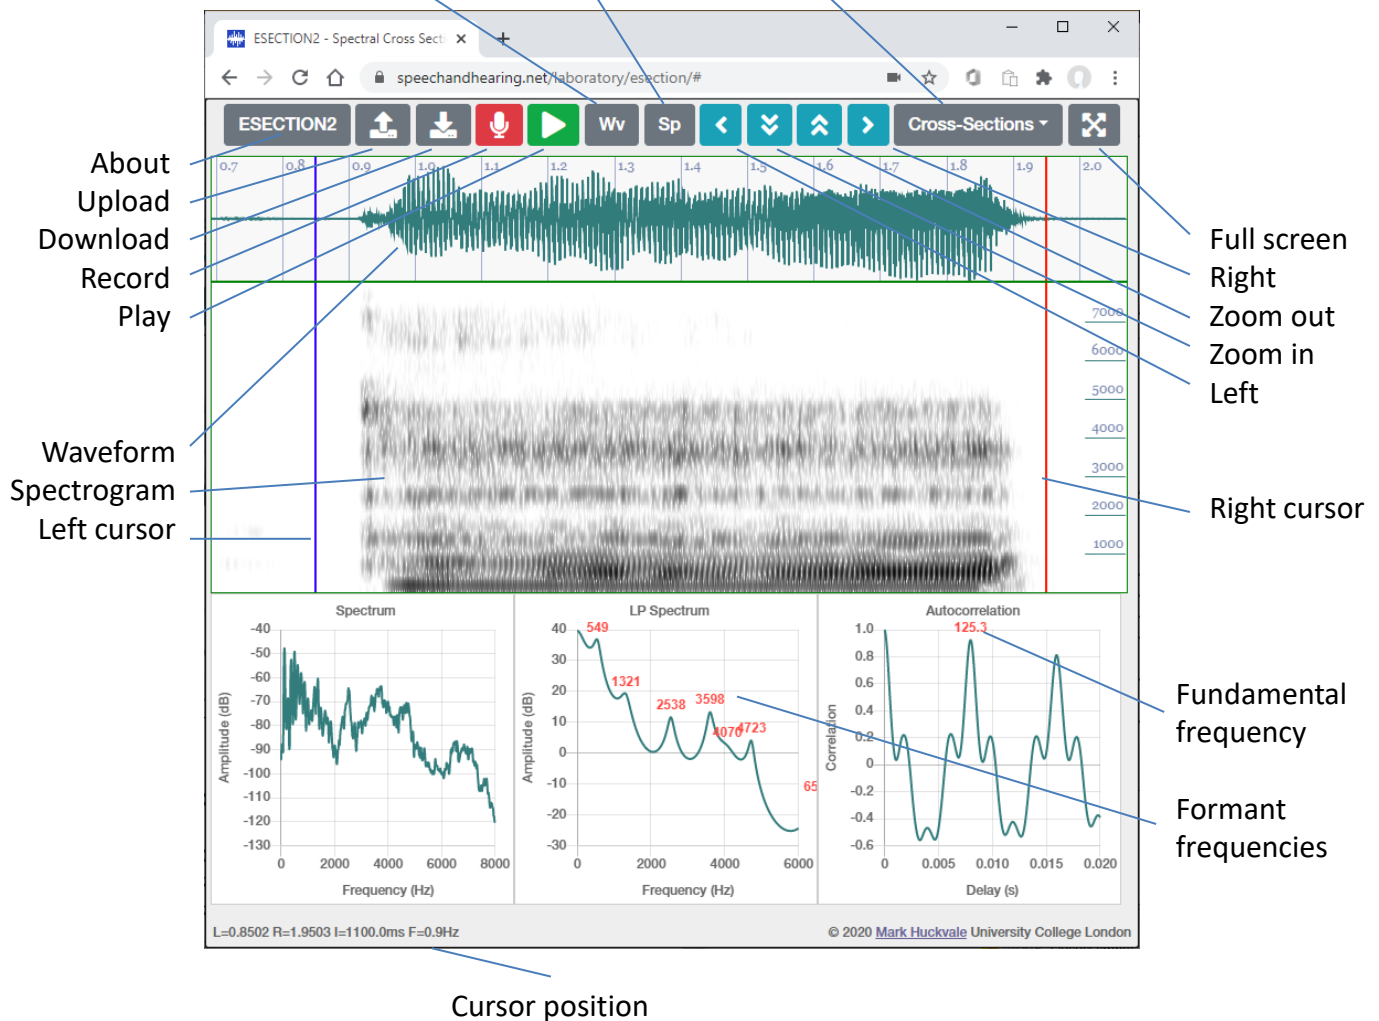 ESECTION2 - Spectral Cross Sect
speechandhearing.net/laboratory/esection/#
ESECTION2
Wv
Sp
Cross-Sections
0.7 0.8 0.9 1.0 1.1 1.2 1.3 1.4 1.5 1.6 1.7 1.8 1.9 2.0
About
Upload
Download
Record
Play
Full screen
Right
Zoom out
Zoom in
Left
7000
6000
5000
4000
3000
2000
1000
Waveform
Spectrogram
Left cursor
Right cursor
Spectrum
-40
-50
-60
-70
-80
-90
-100
-110
-120
-130
Amplitude (dB)
0 2000 4000 6000 8000
Frequency (Hz)
LP Spectrum
40
30
20
10
0
-10
-20
-30
Amplitude (dB)
549
1321
2538
3598
4070
4723
65
0 2000 4000 6000
Frequency (Hz)
Autocorrelation
125.3
1.0
0.8
0.6
0.4
0.2
0
-0.2
-0.4
-0.6
Correlation
0 0.005 0.010 0.015 0.020
Delay (s)
Fundamental
frequency
Formant
frequencies
L=0.8502 R=1.9503 I=1100.0ms F=0.9Hz
© 2020 Mark Huckvale University College London
Cursor position